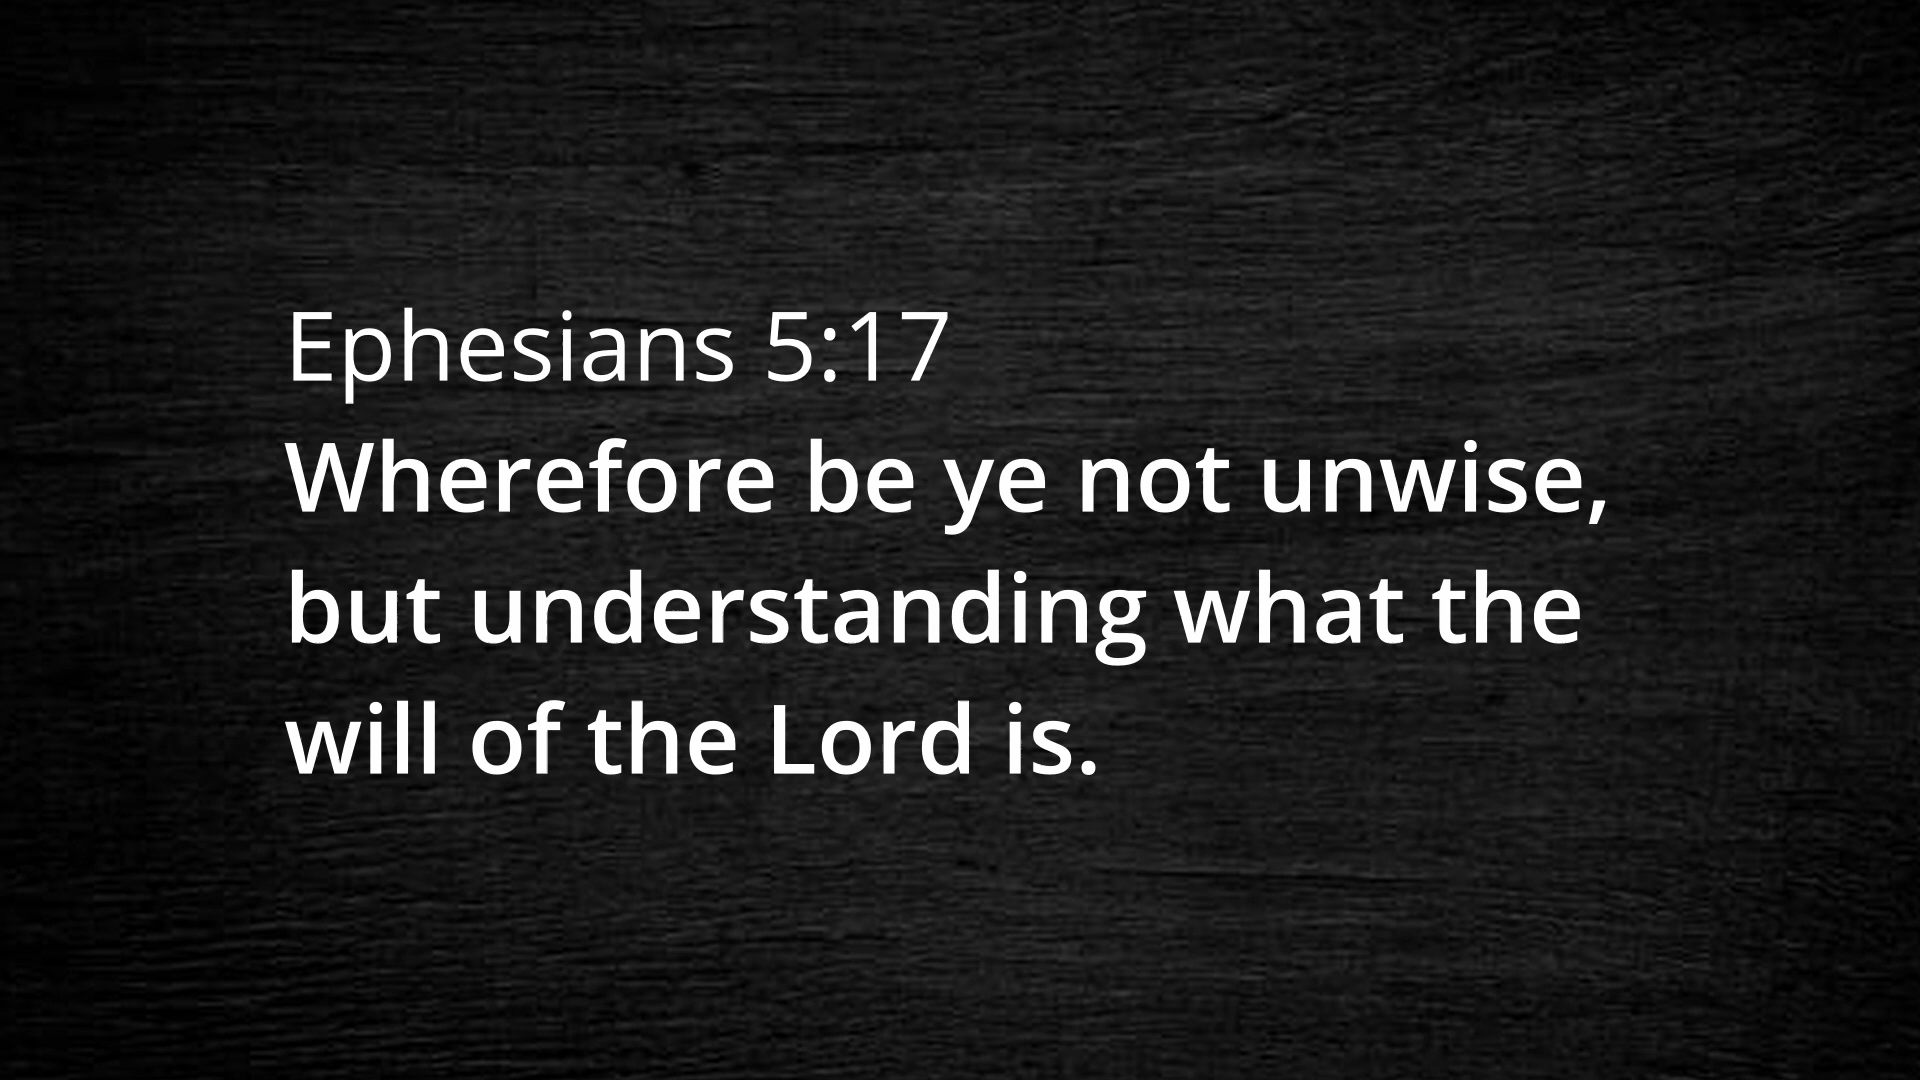 Ephesians 5:17
Wherefore be ye not unwise,
but understanding what the
will of the Lord is.